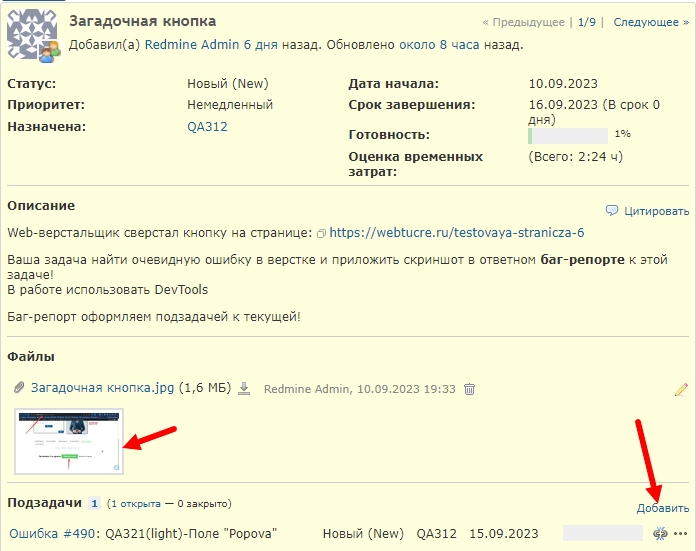 Загадочная кнопка
« Предыдущее | 1/9 | Следующее »
Добавил(а) Redmine Admin 6 дня назад. Обновлено около 8 часа назад.
Статус: Новый (New) Дата начала: 10.09.2023
Приоритет: Немедленный Срок завершения: 16.09.2023 (В срок 0 дня)
Назначена: QA312 Готовность: 1%
Оценка временных затрат: (Всего: 2:24 ч)
Описание
Цитировать
Web-верстальщик сверстал кнопку на странице: https://webtucre.ru/testovaya-stranicza-6
Ваша задача найти очевидную ошибку в верстке и приложить скриншот в ответном баг-репорте к этой
задаче!
В работе использовать DevTools
Баг-репорт оформляем подзадачей к текущей!
Файлы
Загадочная кнопка.jpg (1,6 МБ) Redmine Admin, 10.09.2023 19:33
Подзадачи 1 (1 открыта — 0 закрыто) Добавить
Ошибка #490: QA321(light)-Поле "Popova" Новый (New) QA312 15.09.2023